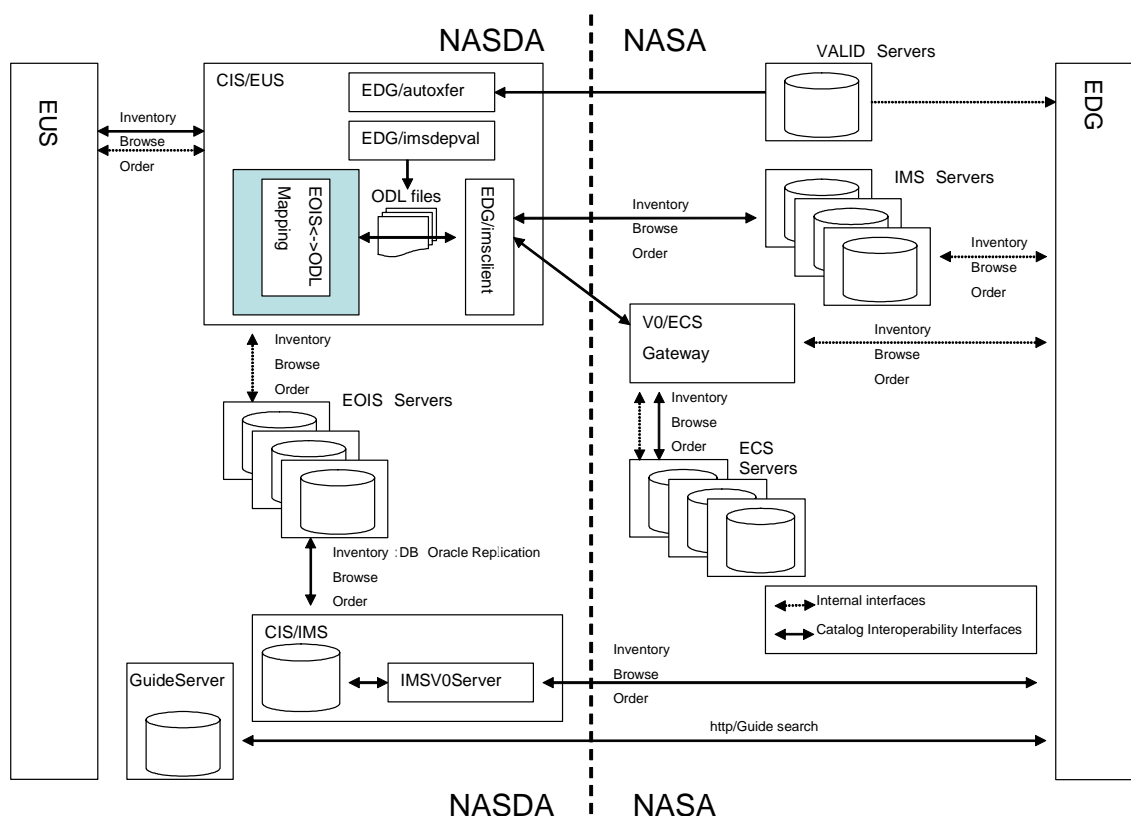 NASDA
NASA
EUS
CIS/EUS
EDG/autoxfer
EDG/imsdepval
EOIS<->ODL
Mapping
ODL files
EDG/imsclient
Inventory
Browse
Order
VALID Servers
EDG
IMS Servers
Inventory
Browse
Order
Inventory
Browse
Order
V0/ECS
Gateway
Inventory
Browse
Order
Inventory
Browse
Order
EOIS Servers
Inventory
Browse
Order
ECS
Servers
Inventory :DB Oracle Replication
Browse
Order
Internal interfaces
Catalog Interoperability Interfaces
CIS/IMS
IMSV0Server
Inventory
Browse
Order
GuideServer
http/Guide search
NASDA
NASA